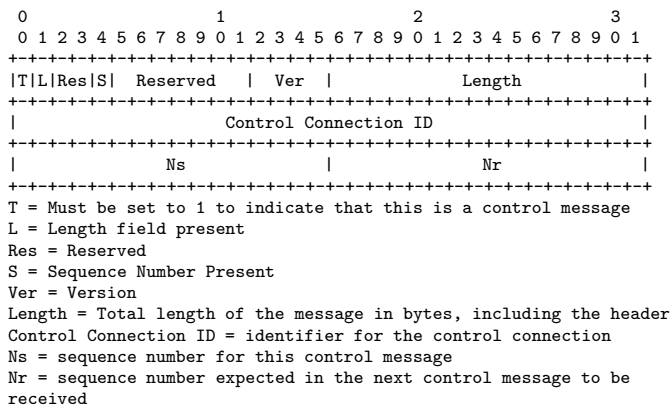 0                   1                   2                   3
 0 1 2 3 4 5 6 7 8 9 0 1 2 3 4 5 6 7 8 9 0 1 2 3 4 5 6 7 8 9 0 1
+-+-+-+-+-+-+-+-+-+-+-+-+-+-+-+-+-+-+-+-+-+-+-+-+-+-+-+-+-+-+-+-+
|T|L|Res|S|  Reserved   |  Ver  |             Length            |
+-+-+-+-+-+-+-+-+-+-+-+-+-+-+-+-+-+-+-+-+-+-+-+-+-+-+-+-+-+-+-+-+
|                     Control Connection ID                     |
+-+-+-+-+-+-+-+-+-+-+-+-+-+-+-+-+-+-+-+-+-+-+-+-+-+-+-+-+-+-+-+-+
|               Ns              |               Nr              |
+-+-+-+-+-+-+-+-+-+-+-+-+-+-+-+-+-+-+-+-+-+-+-+-+-+-+-+-+-+-+-+-+
T = Must be set to 1 to indicate that this is a control message
L = Length field present
Res = Reserved
S = Sequence Number Present
Ver = Version
Length = Total length of the message in bytes, including the header
Control Connection ID = identifier for the control connection
Ns = sequence number for this control message
Nr = sequence number expected in the next control message to be
received